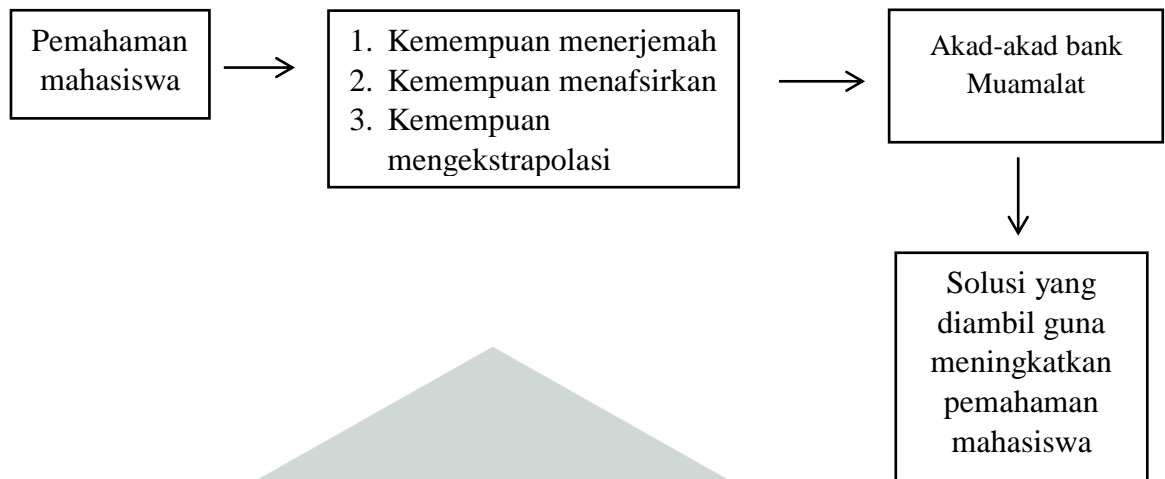 Pemahaman
mahasiswa
1. Kemempuan menerjemah
2. Kemempuan menafsirkan
3. Kemempuan
mengekstrapolasi
Akad-akad bank
Muamalat
Solusi yang
diambil guna
meningkatkan
pemahaman
mahasiswa